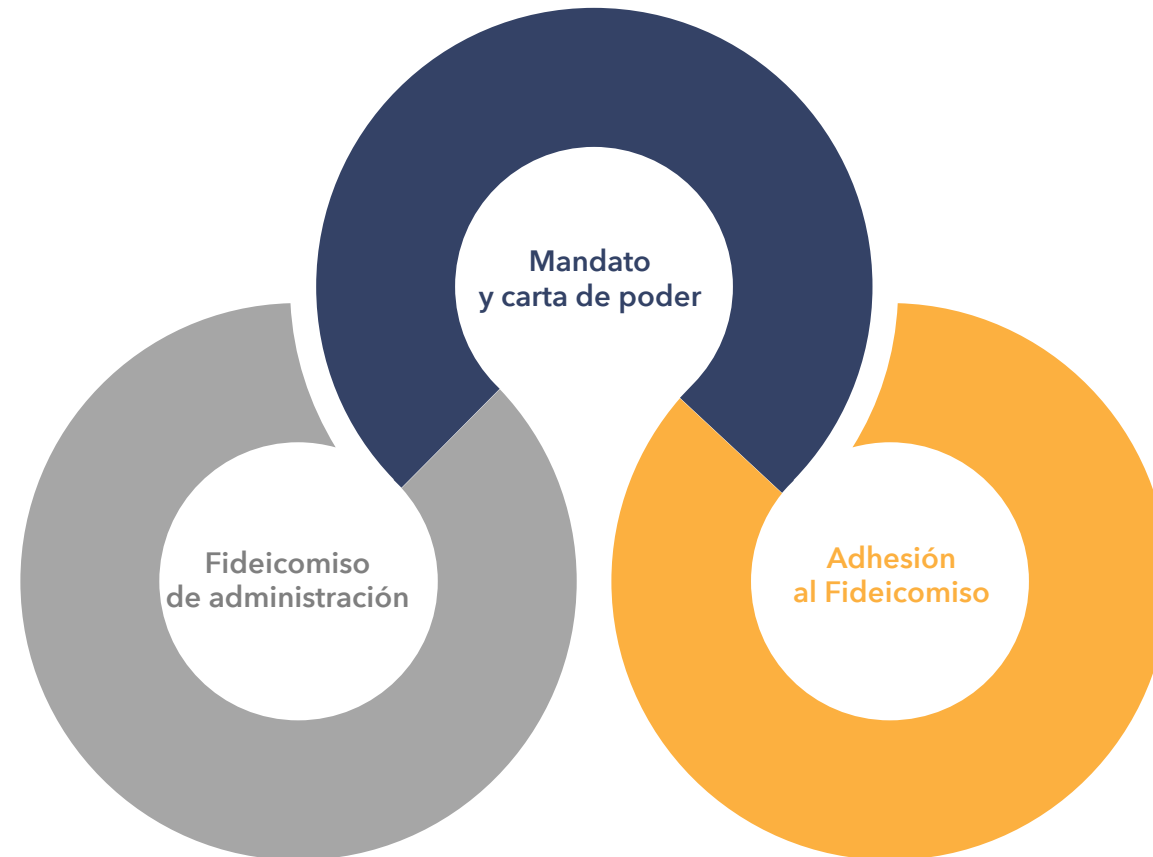 Mandato
y carta de poder
Fideicomiso
de administración
Adhesión
al Fideicomiso